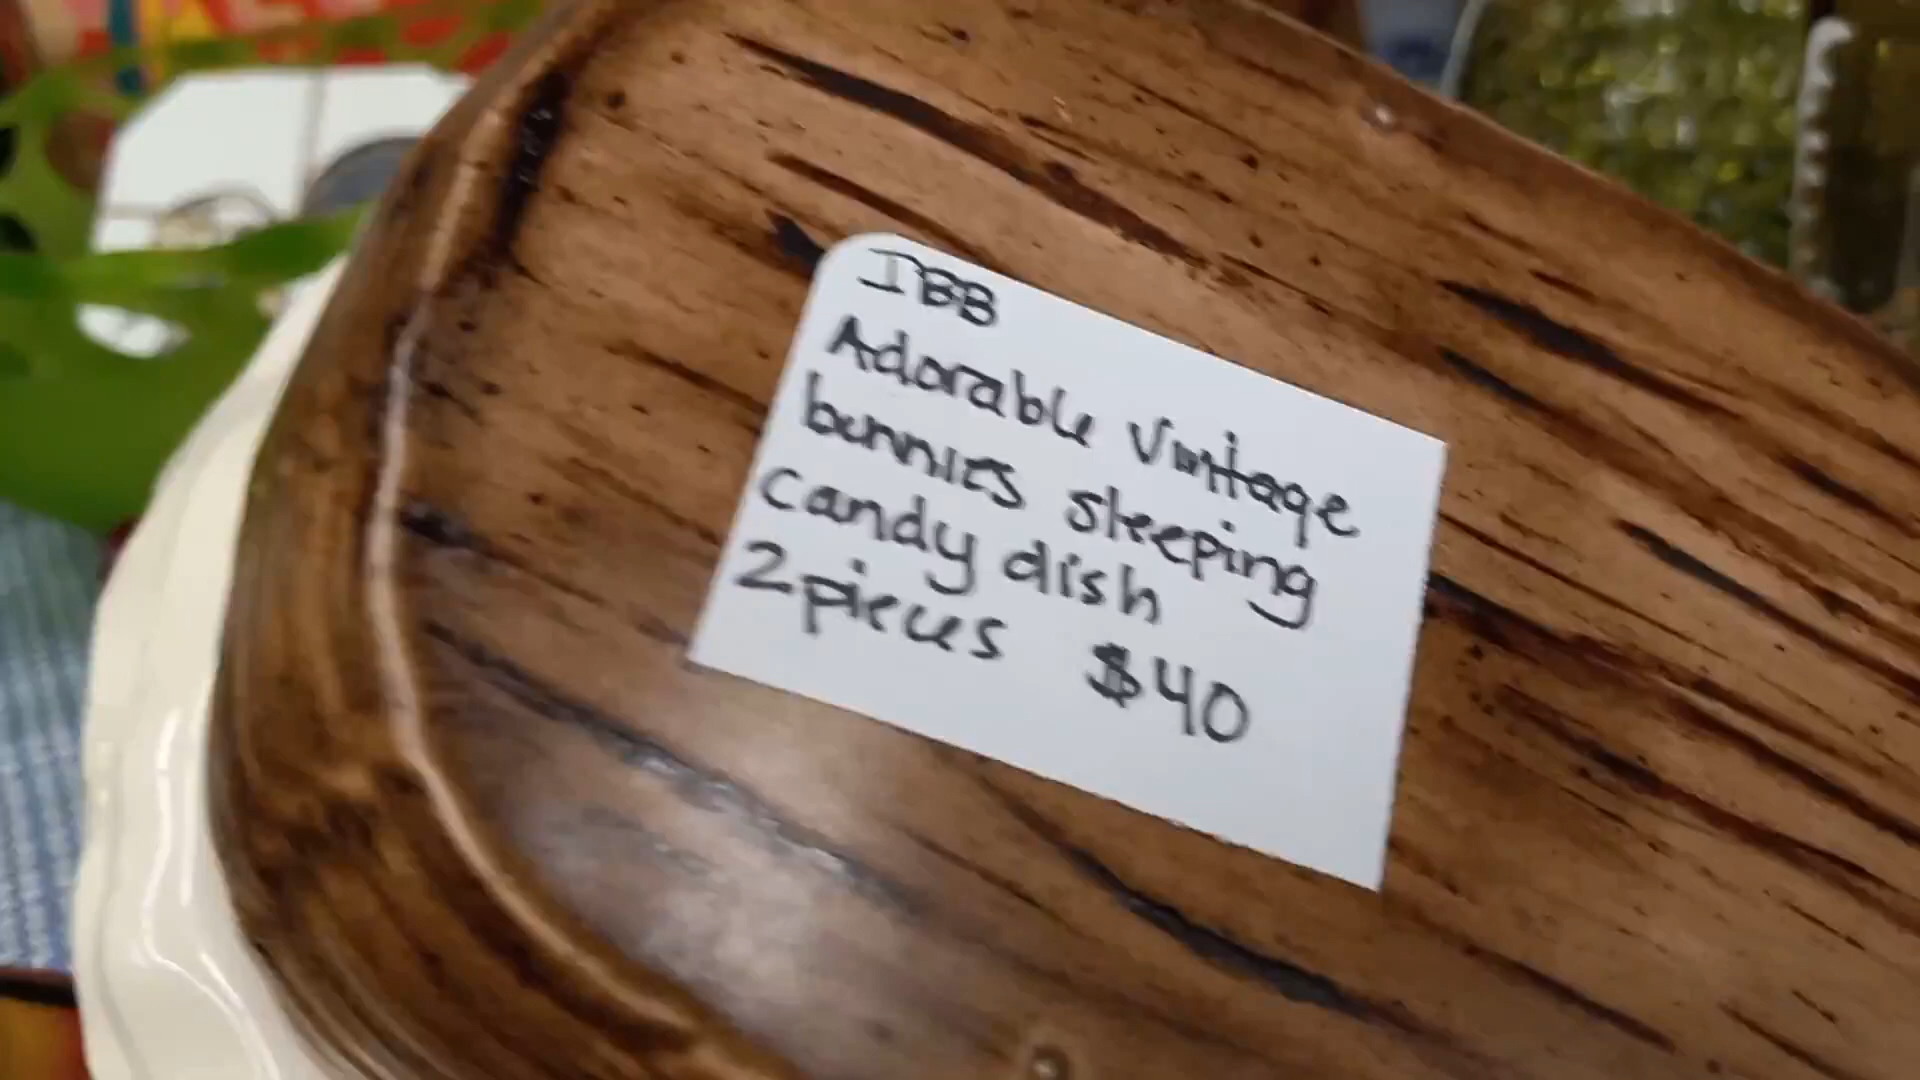 IBB
Adorable Vintage
bunnies sleeping
candy dish
2 pieces $40